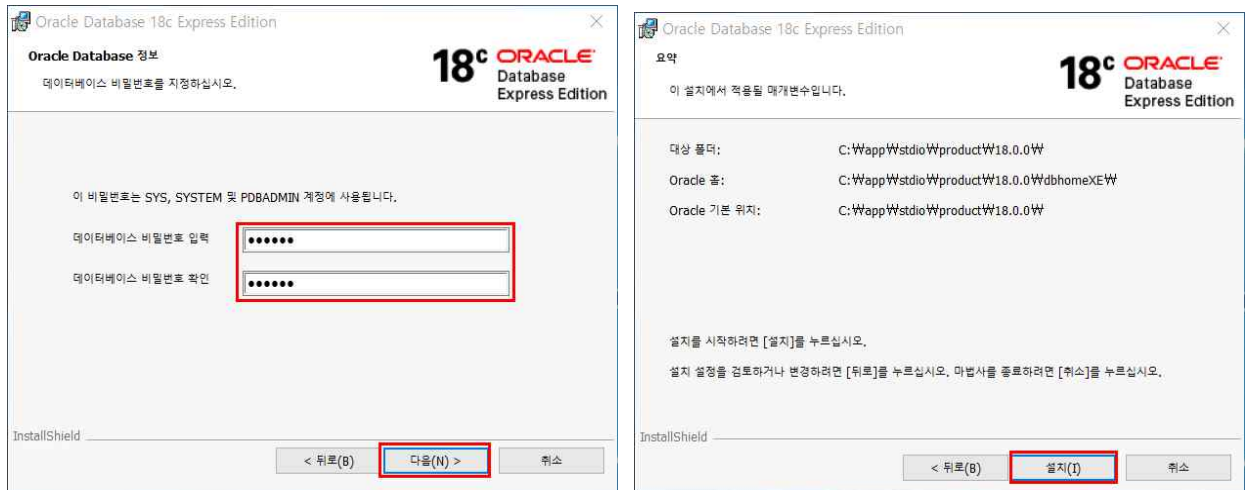 Oracle Database 18c Express Edition
Oracle Database 정보
데이터베이스 비밀번호를 지정하십시오.
18c ORACLE
Database
Express Edition
이 비밀번호는 SYS, SYSTEM 및 PDBADMIN 계정에 사용됩니다.
데이터베이스 비밀번호 입력 ●●●●●●
데이터베이스 비밀번호 확인 ●●●●●●
InstallShield
< 뒤로(B) 다음(N) > 취소
Oracle Database 18c Express Edition
요약
이 설치에서 적용될 매개변수입니다.
18c ORACLE
Database
Express Edition
대상 폴더: C:₩app₩stdio₩product₩18.0.0₩
Oracle 홈: C:₩app₩stdio₩product₩18.0.0₩dbhomeXE₩
Oracle 기본 위치: C:₩app₩stdio₩product₩18.0.0₩
설치를 시작하려면 [설치]를 누르십시오.
설치 설정을 검토하거나 변경하려면 [뒤로]를 누르십시오. 마법사를 종료하려면 [취소]를 누르십시오.
InstallShield
< 뒤로(B) 설치(I) 취소